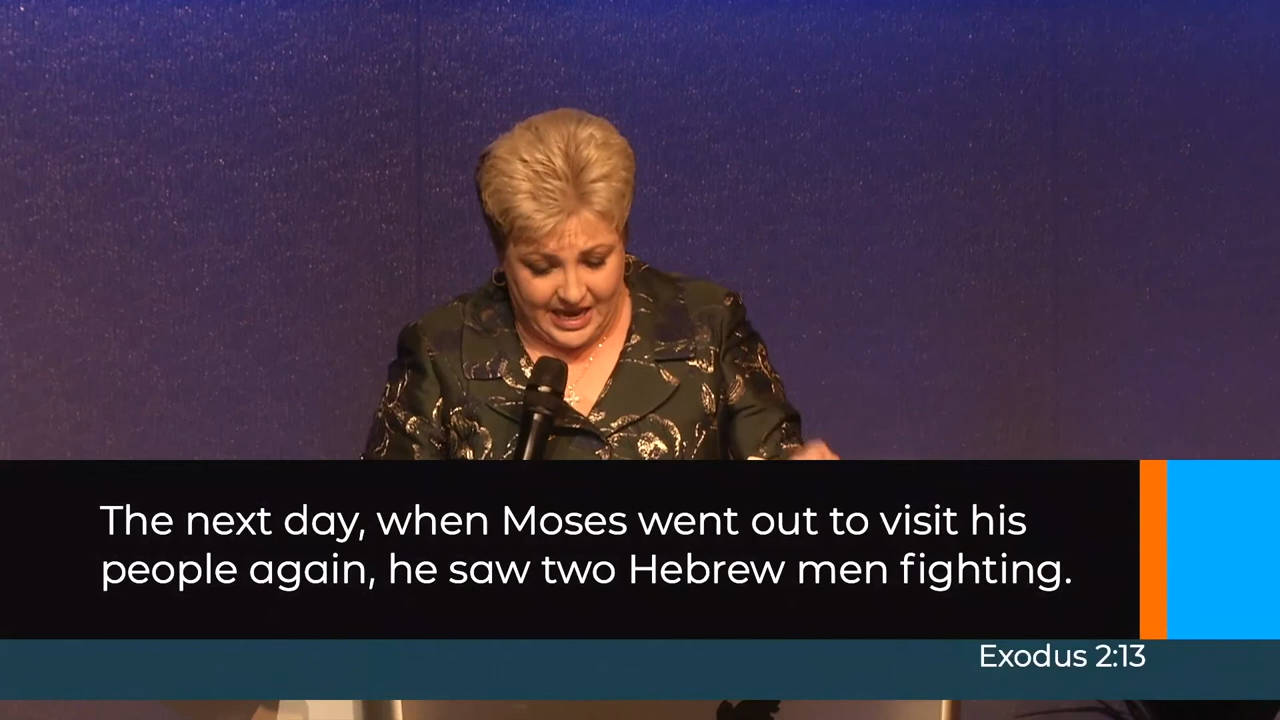 The next day, when Moses went out to visit his
people again, he saw two Hebrew men fighting.
Exodus 2:13